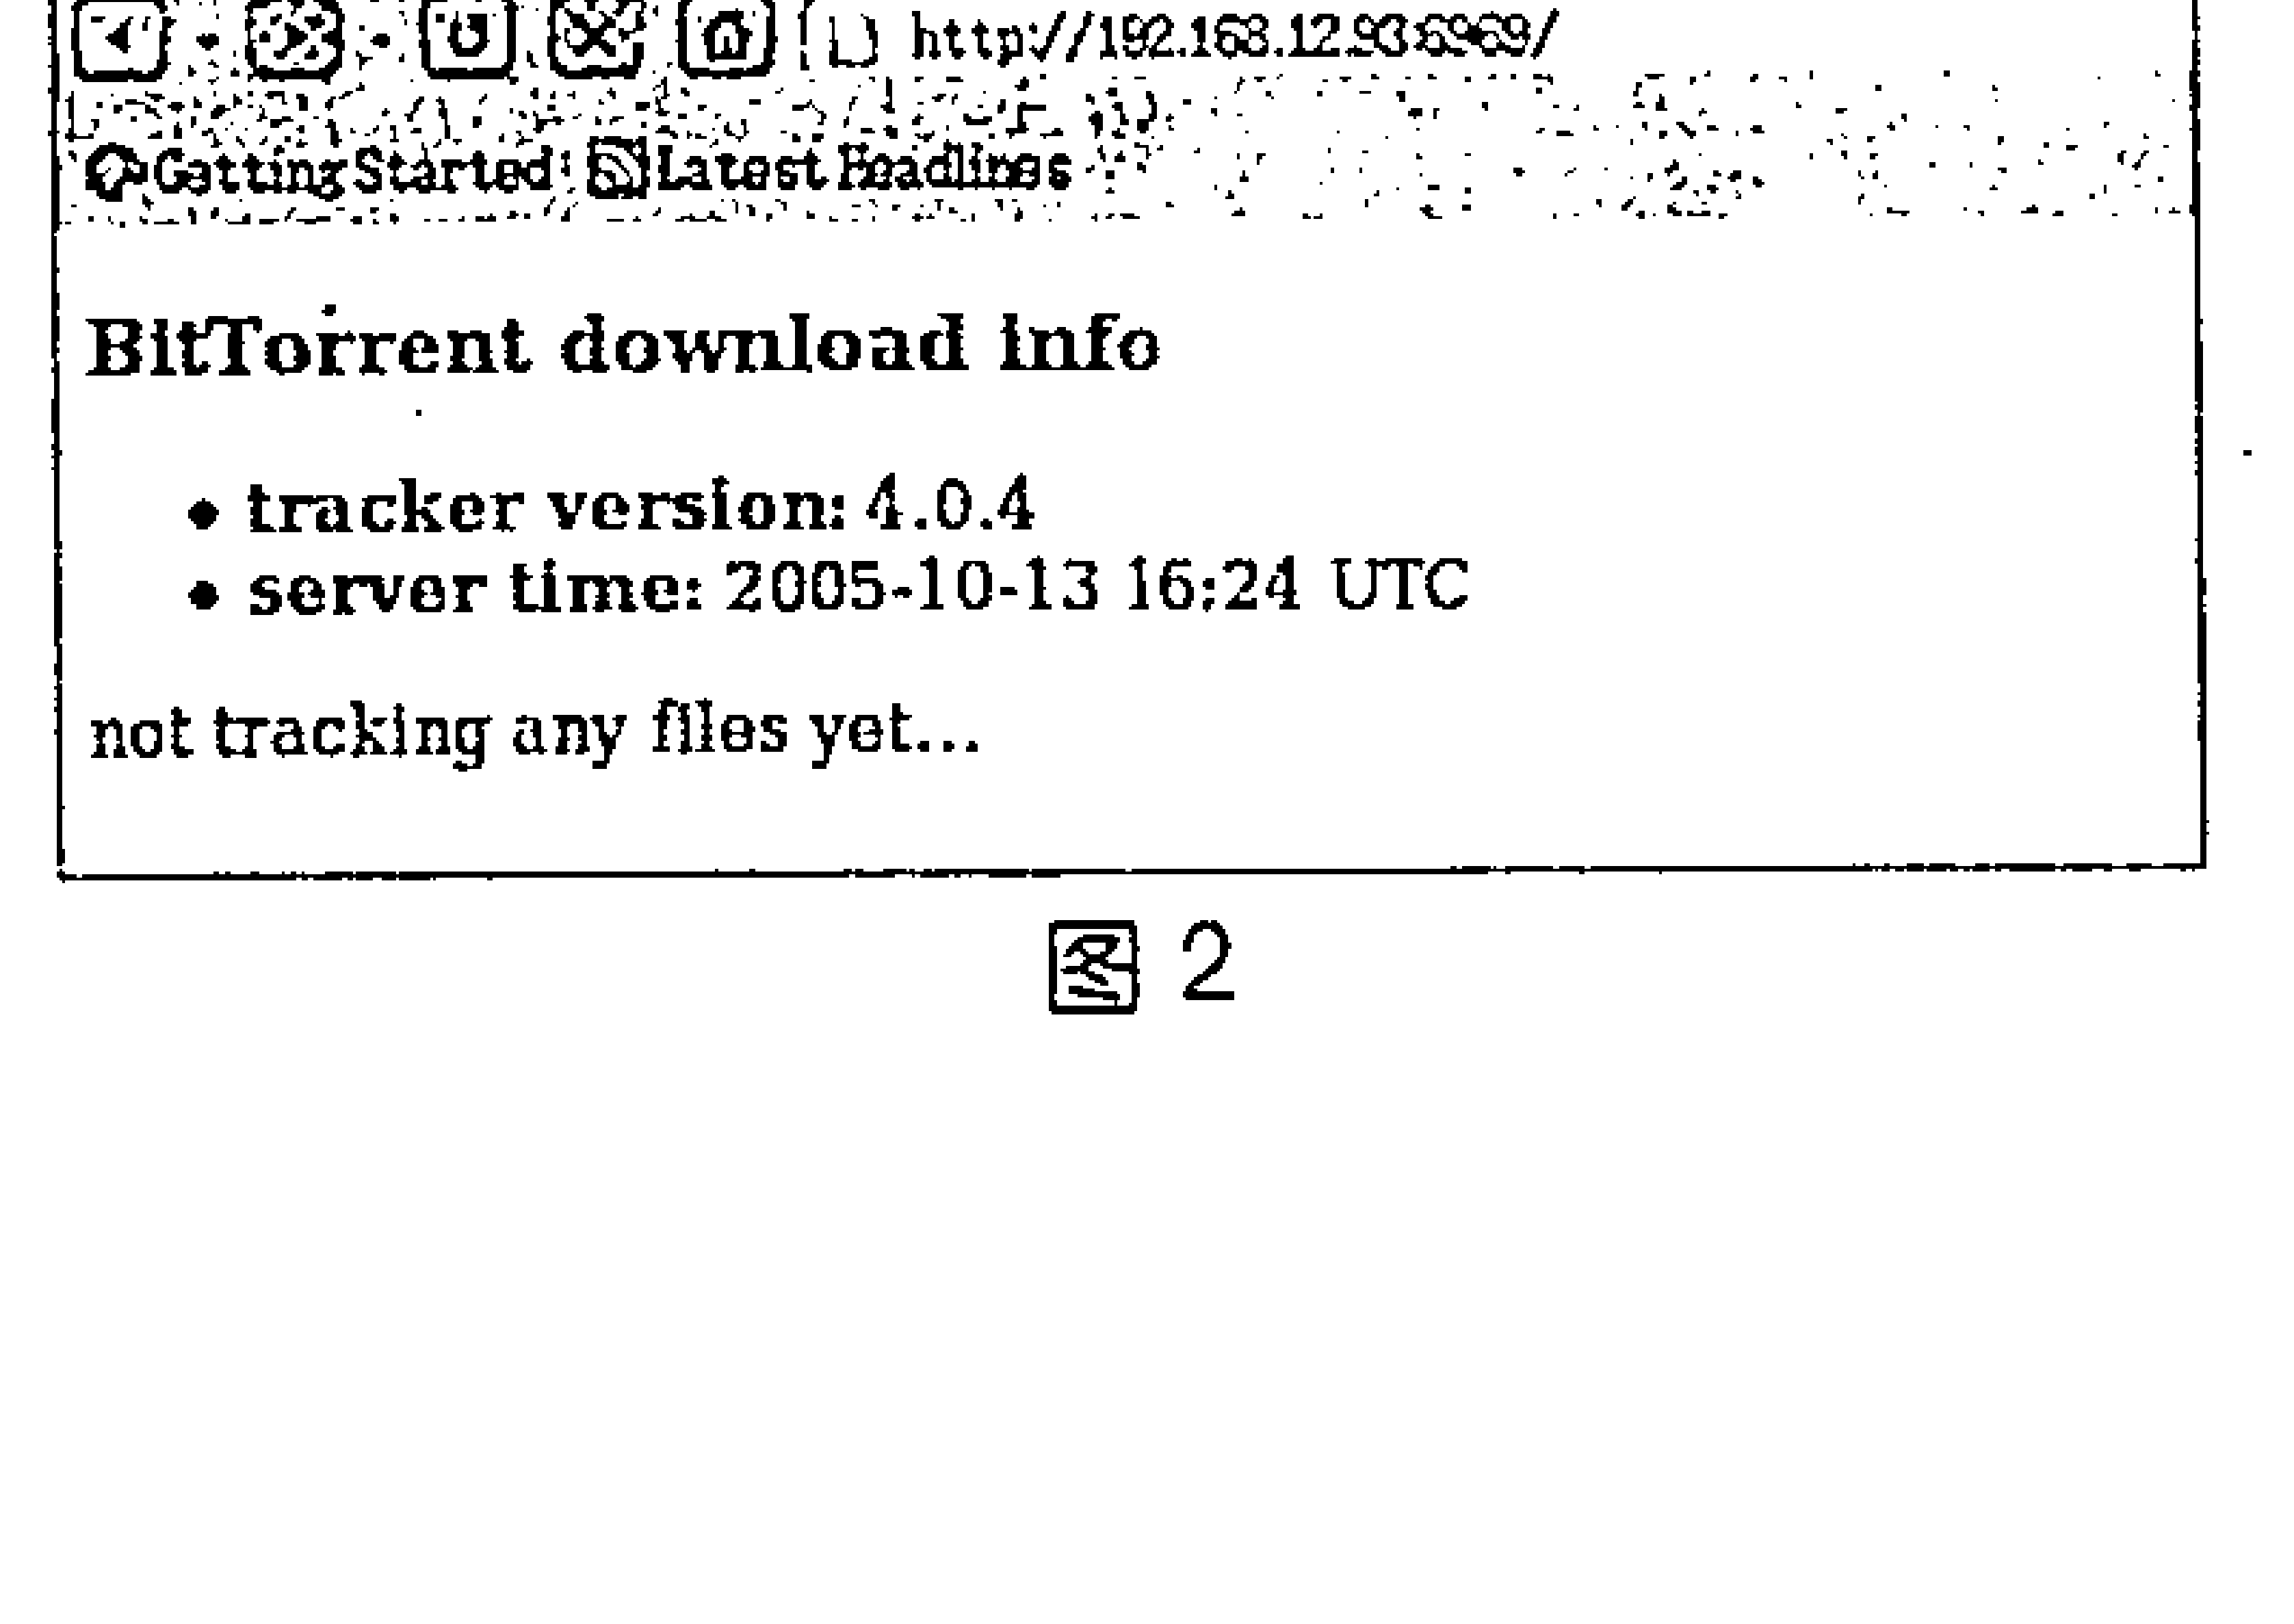 http://192.168.12.93:6969/
Getting Started Latest Headlines
BitTorrent download info
• tracker version: 4.0.4
• server time: 2005-10-13 16:24 UTC
not tracking any files yet...
图 2